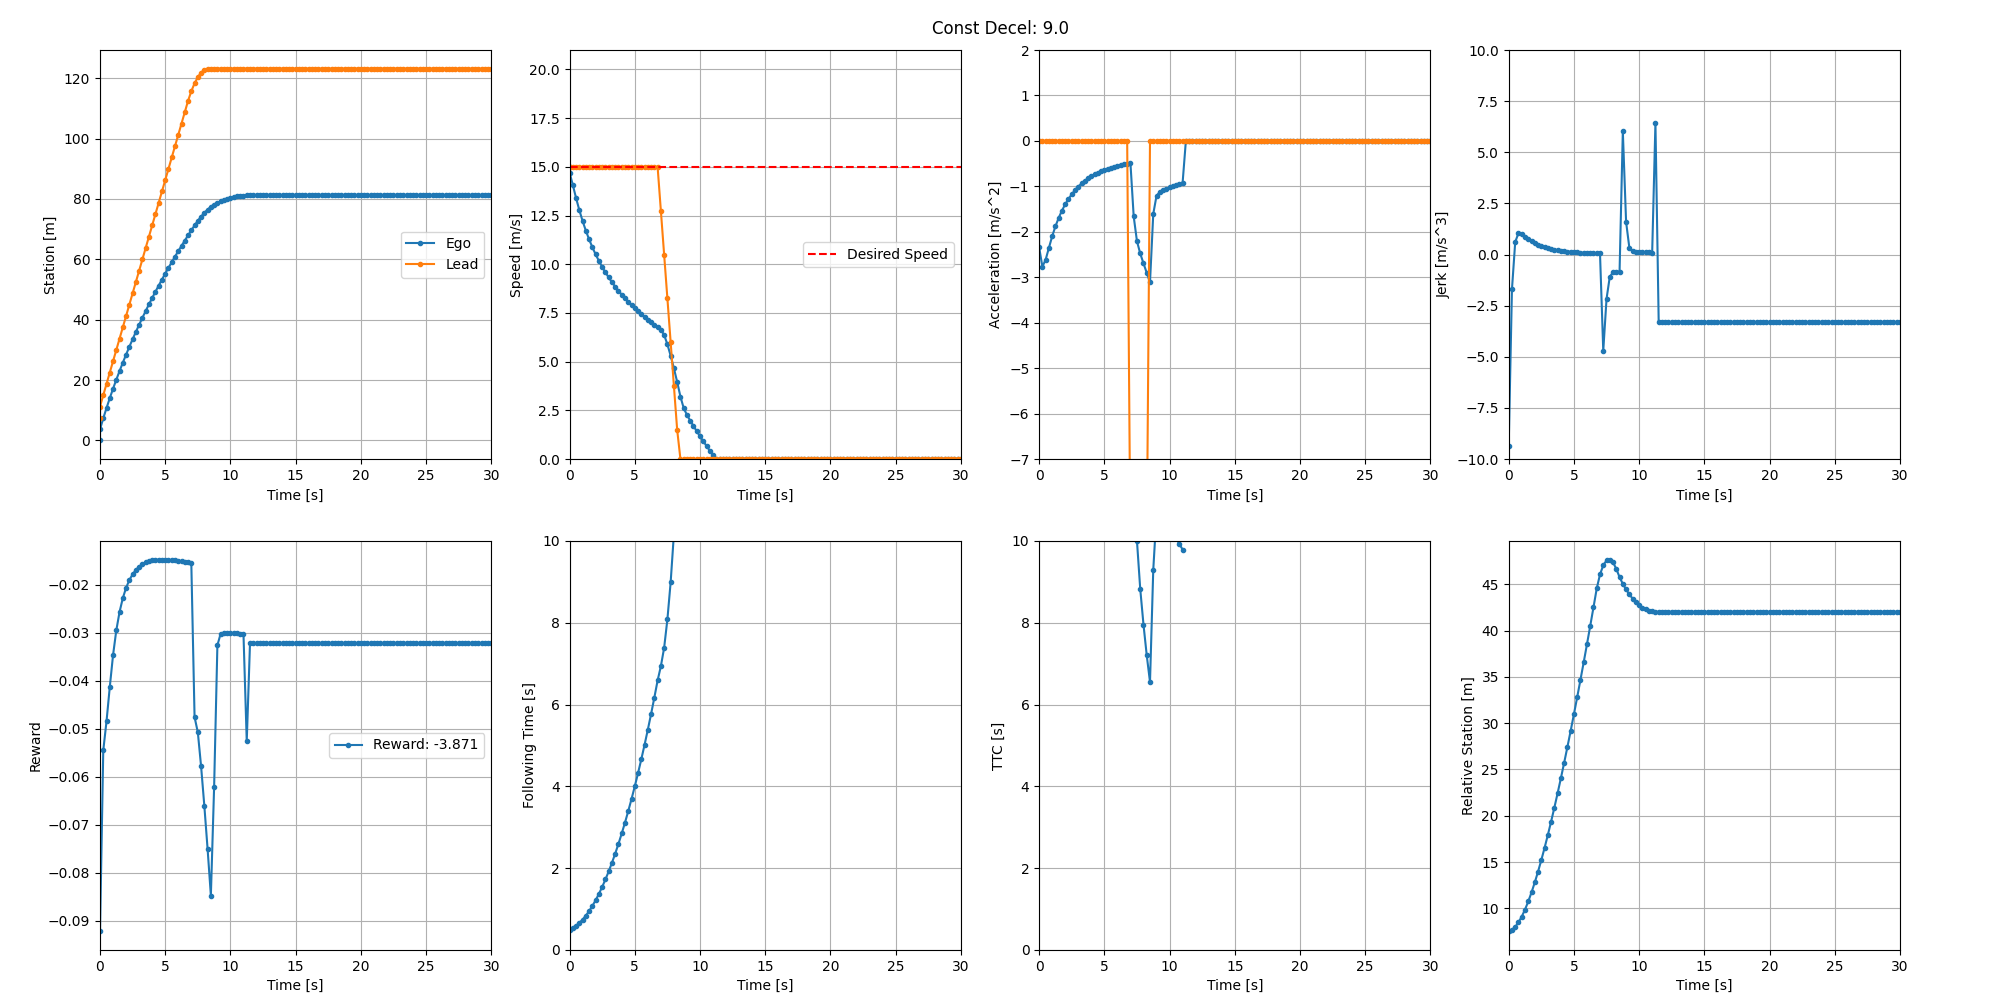 Const Decel: 9.0
Station [m]
120
100
80
60
40
20
0
0 5 10 15 20 25 30
Time [s]
Ego
Lead
Speed [m/s]
20.0
17.5
15.0
12.5
10.0
7.5
5.0
2.5
0.0
0 5 10 15 20 25 30
Time [s]
Desired Speed
Acceleration [m/s^2]
2
1
0
−1
−2
−3
−4
−5
−6
−7
0 5 10 15 20 25 30
Time [s]
Jerk [m/s^3]
10.0
7.5
5.0
2.5
0.0
−2.5
−5.0
−7.5
−10.0
0 5 10 15 20 25 30
Time [s]
Reward
−0.02
−0.03
−0.04
−0.05
−0.06
−0.07
−0.08
−0.09
0 5 10 15 20 25 30
Time [s]
Reward: -3.871
Following Time [s]
10
8
6
4
2
0
0 5 10 15 20 25 30
Time [s]
TTC [s]
10
8
6
4
2
0
0 5 10 15 20 25 30
Time [s]
Relative Station [m]
45
40
35
30
25
20
15
10
0 5 10 15 20 25 30
Time [s]